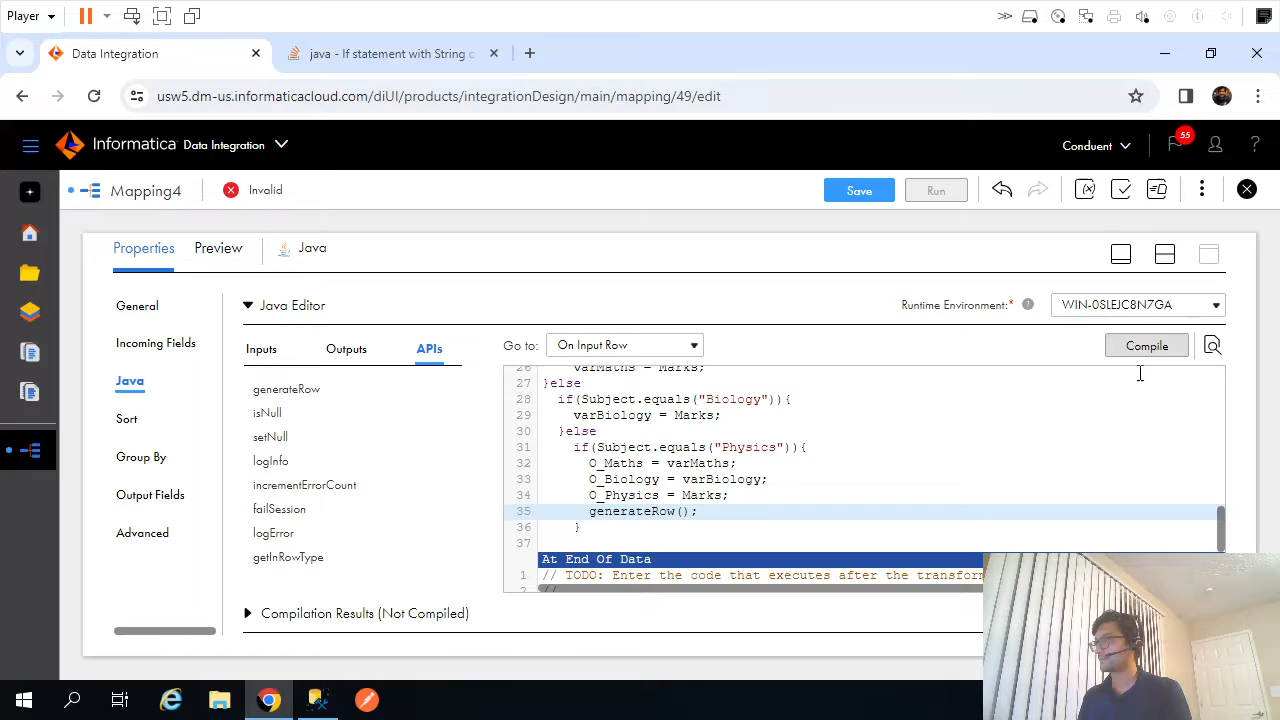 Player
Data Integration
java - If statement with String c
usw5.dm-us.informaticacloud.com/diUI/products/integrationDesign/main/mapping/49/edit
Informatica Data Integration
Conduent
55
Mapping4
Invalid
Save
Run
Properties
Preview
Java
General
Incoming Fields
Java
Sort
Group By
Output Fields
Advanced
Java Editor
Runtime Environment:*
WIN-0SLEJC8N7GA
Inputs
Outputs
APIs
Go to:
On Input Row
Compile
generateRow
isNull
setNull
logInfo
incrementErrorCount
failSession
logError
getInRowType
26 varMaths = Marks;
27 }else
28 if(Subject.equals("Biology")){
29 varBiology = Marks;
30 }else
31 if(Subject.equals("Physics")){
32 O_Maths = varMaths;
33 O_Biology = varBiology;
34 O_Physics = Marks;
35 generateRow();
36 }
37
At End Of Data
1 // TODO: Enter the code that executes after the transform
2 //
Compilation Results (Not Compiled)